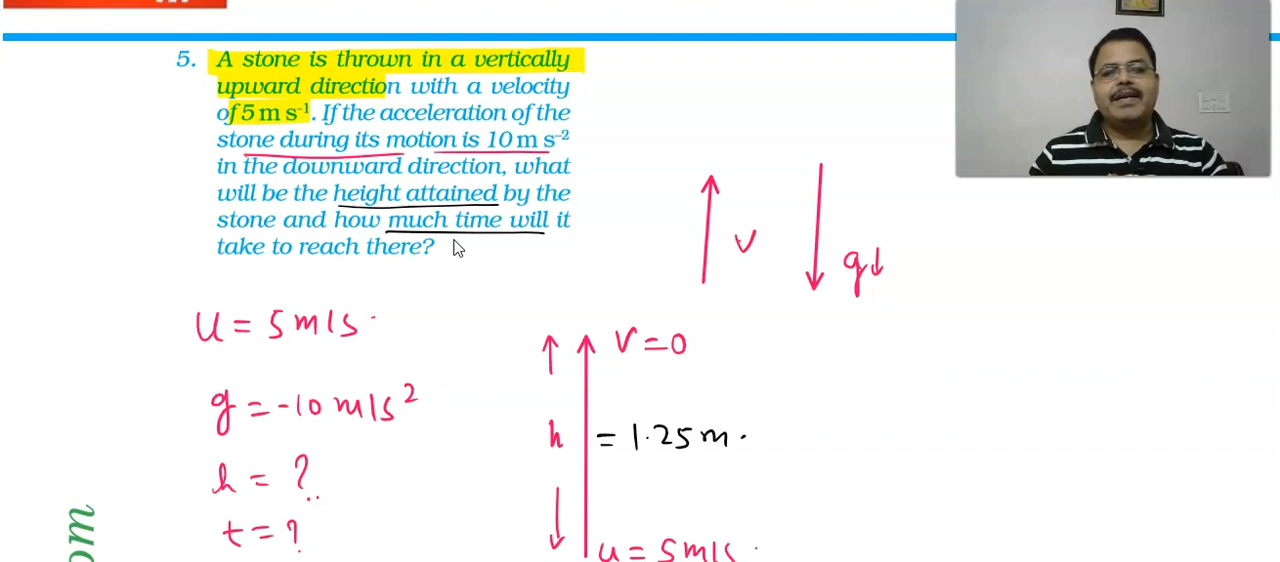 5. A stone is thrown in a vertically
upward direction with a velocity
of 5 m s⁻¹. If the acceleration of the
stone during its motion is 10 m s⁻²
in the downward direction, what
will be the height attained by the
stone and how much time will it
take to reach there?
v
g↓
u = 5 m/s.
V = 0
g = -10 m/s²
h = 1.25 m.
h = ?
t = ?
u = 5 m/s.
om